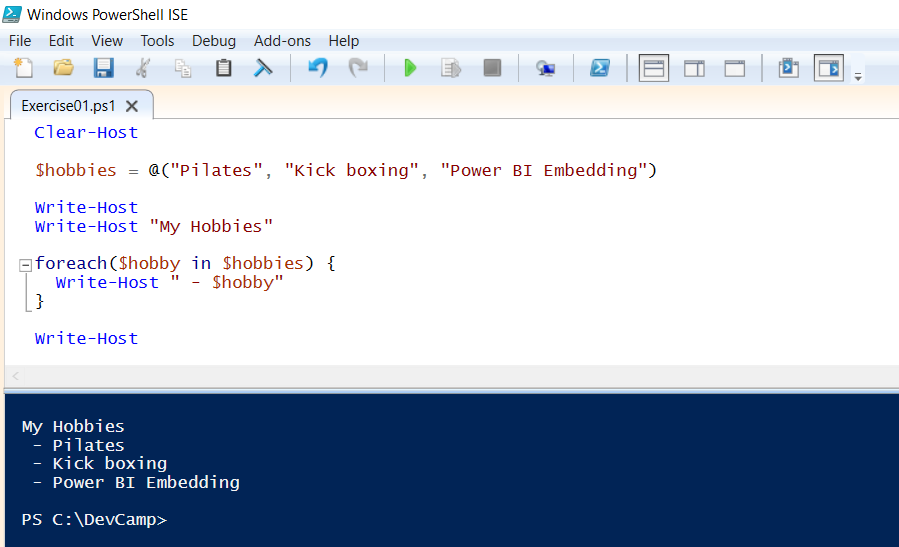 Windows PowerShell ISE
File Edit View Tools Debug Add-ons Help
Exercise01.ps1
Clear-Host
$hobbies = @("Pilates", "Kick boxing", "Power BI Embedding")
Write-Host
Write-Host "My Hobbies"
foreach($hobby in $hobbies) {
  Write-Host " - $hobby"
}
Write-Host
My Hobbies
 - Pilates
 - Kick boxing
 - Power BI Embedding
PS C:\DevCamp>